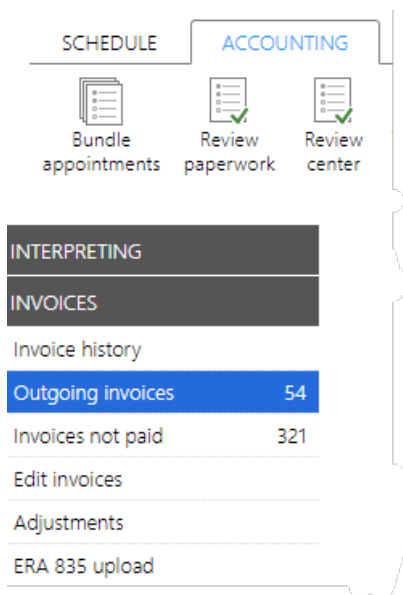 SCHEDULE ACCOUNTING
Bundle Review Review
appointments paperwork center
INTERPRETING
INVOICES
Invoice history
Outgoing invoices 54
Invoices not paid 321
Edit invoices
Adjustments
ERA 835 upload